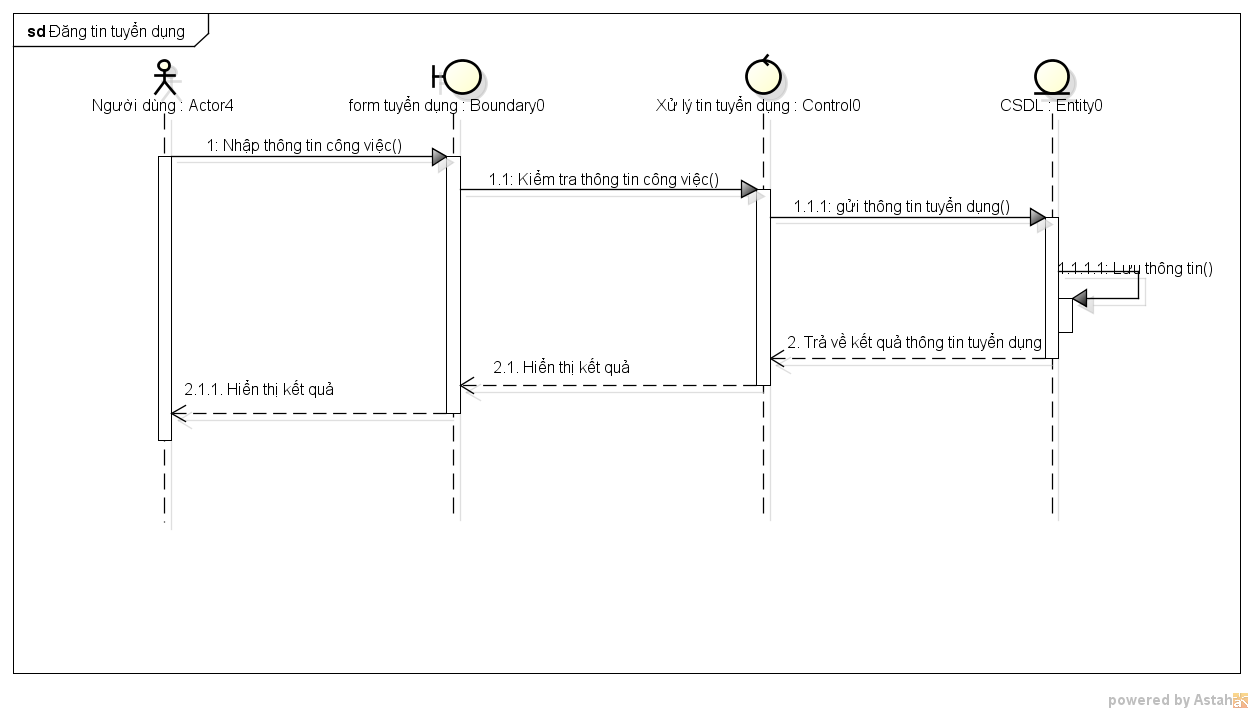 sd Đăng tin tuyển dụng
Người dùng : Actor4
form tuyển dụng : Boundary0
Xử lý tin tuyển dụng : Control0
CSDL : Entity0
1: Nhập thông tin công việc()
1.1: Kiểm tra thông tin công việc()
1.1.1: gửi thông tin tuyển dụng()
1.1.1.1: Lưu thông tin()
2. Trả về kết quả thông tin tuyển dụng
2.1. Hiển thị kết quả
2.1.1. Hiển thị kết quả
powered by Astah